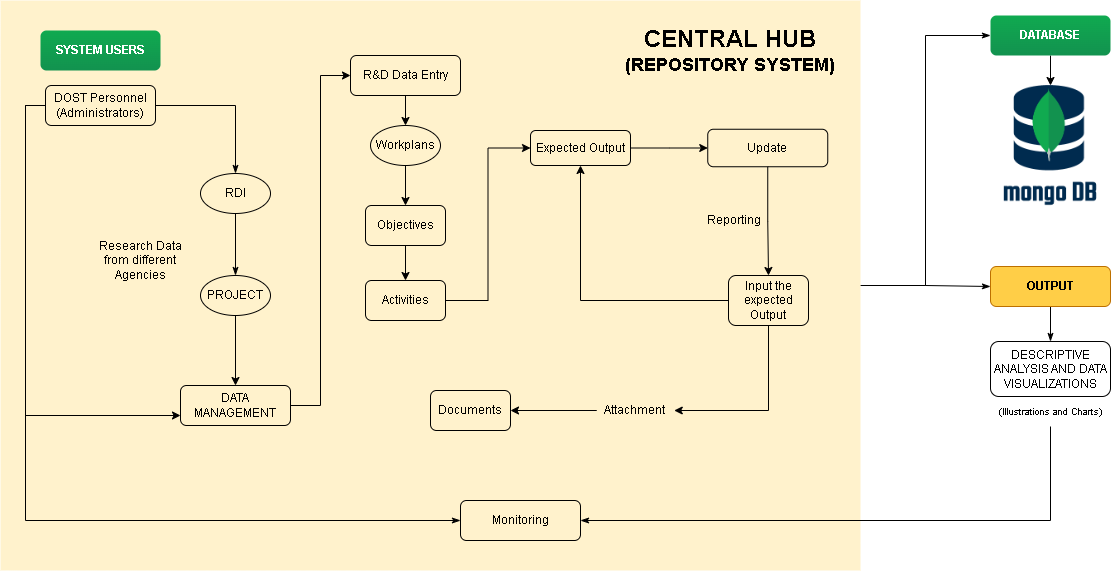 SYSTEM USERS
DOST Personnel
(Administrators)
RDI
Research Data
from different
Agencies
PROJECT
DATA
MANAGEMENT
R&D Data Entry
Workplans
Objectives
Activities
CENTRAL HUB
(REPOSITORY SYSTEM)
Expected Output
Update
Reporting
Input the
expected
Output
Attachment
Documents
Monitoring
DATABASE
mongo DB
OUTPUT
DESCRIPTIVE
ANALYSIS AND DATA
VISUALIZATIONS
(Illustrations and Charts)